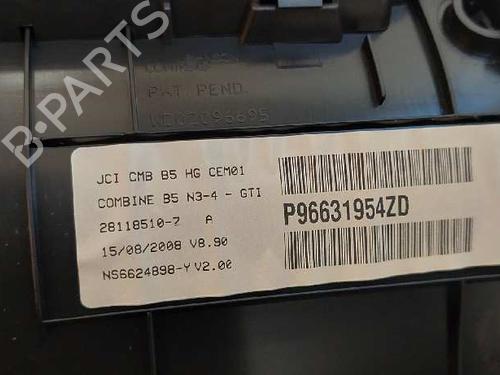 PAT PEND.
JCI CMB B5 HG CEM01
COMBINE B5 N3-4 - GTI
28118510-7 A
15/08/2008 V8.90
NS6624898-Y V2.00
P96631954ZD
B-PARTS